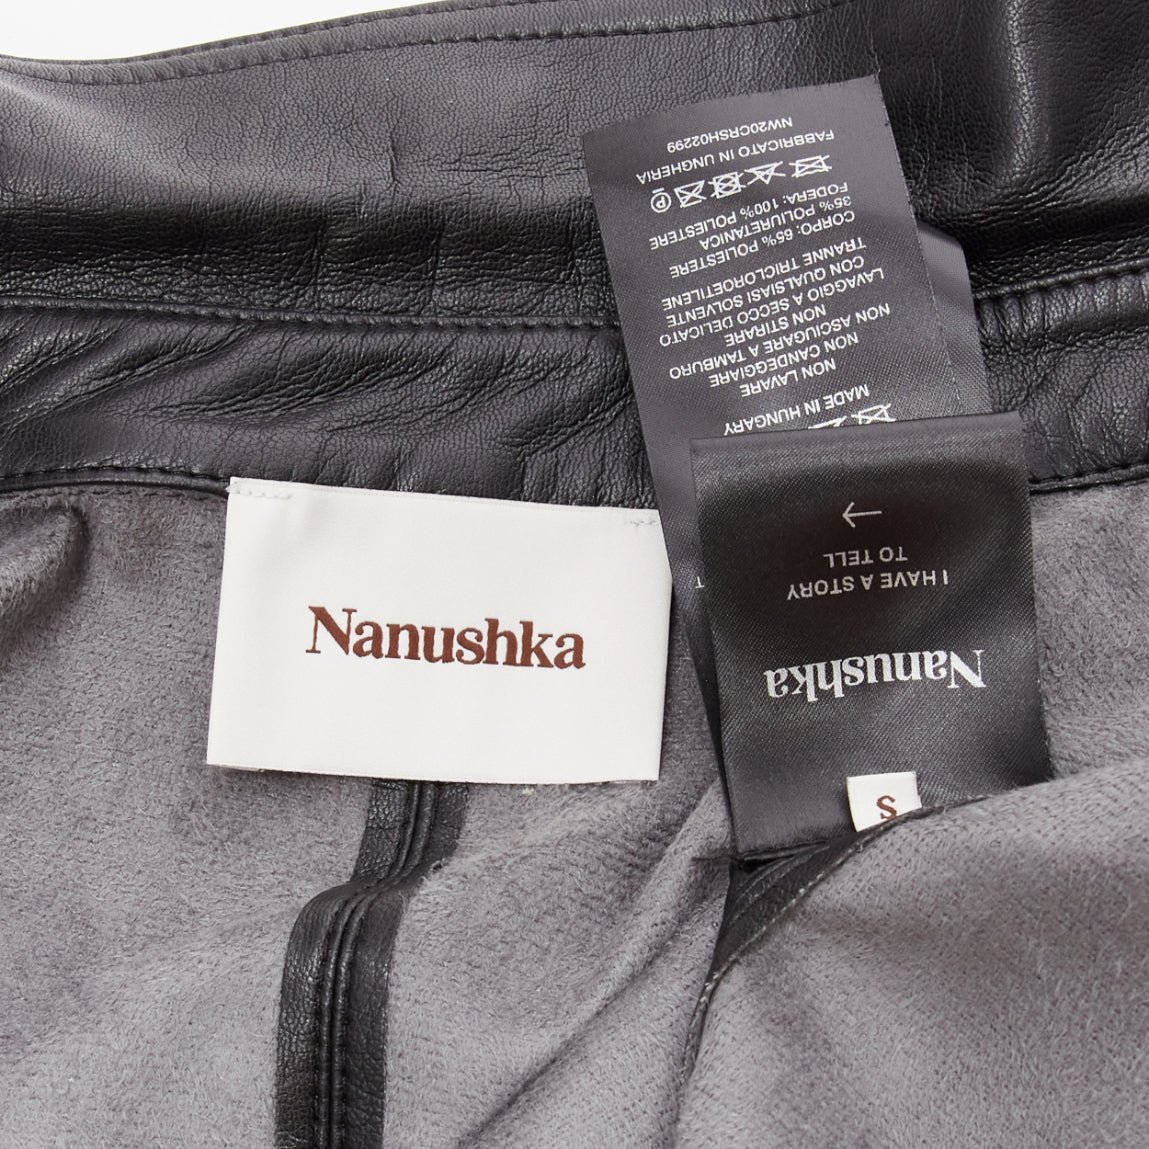 Nanushka
Nanushka
I HAVE A STORY
TO TELL
←
S
MADE IN HUNGARY
NON LAVARE
NON CANDEGGIARE
NON ASCIUGARE A TAMBURO
NON STIRARE
LAVAGGIO A SECCO DELICATO
CON QUALSIASI SOLVENTE
TRANNE TRICLOROETILENE
CORPO: 65% POLIESTERE
35% POLIURETANICA
FODERA: 100% POLIESTERE
P
FABBRICATO IN UNGHERIA
NW20CRSH02299